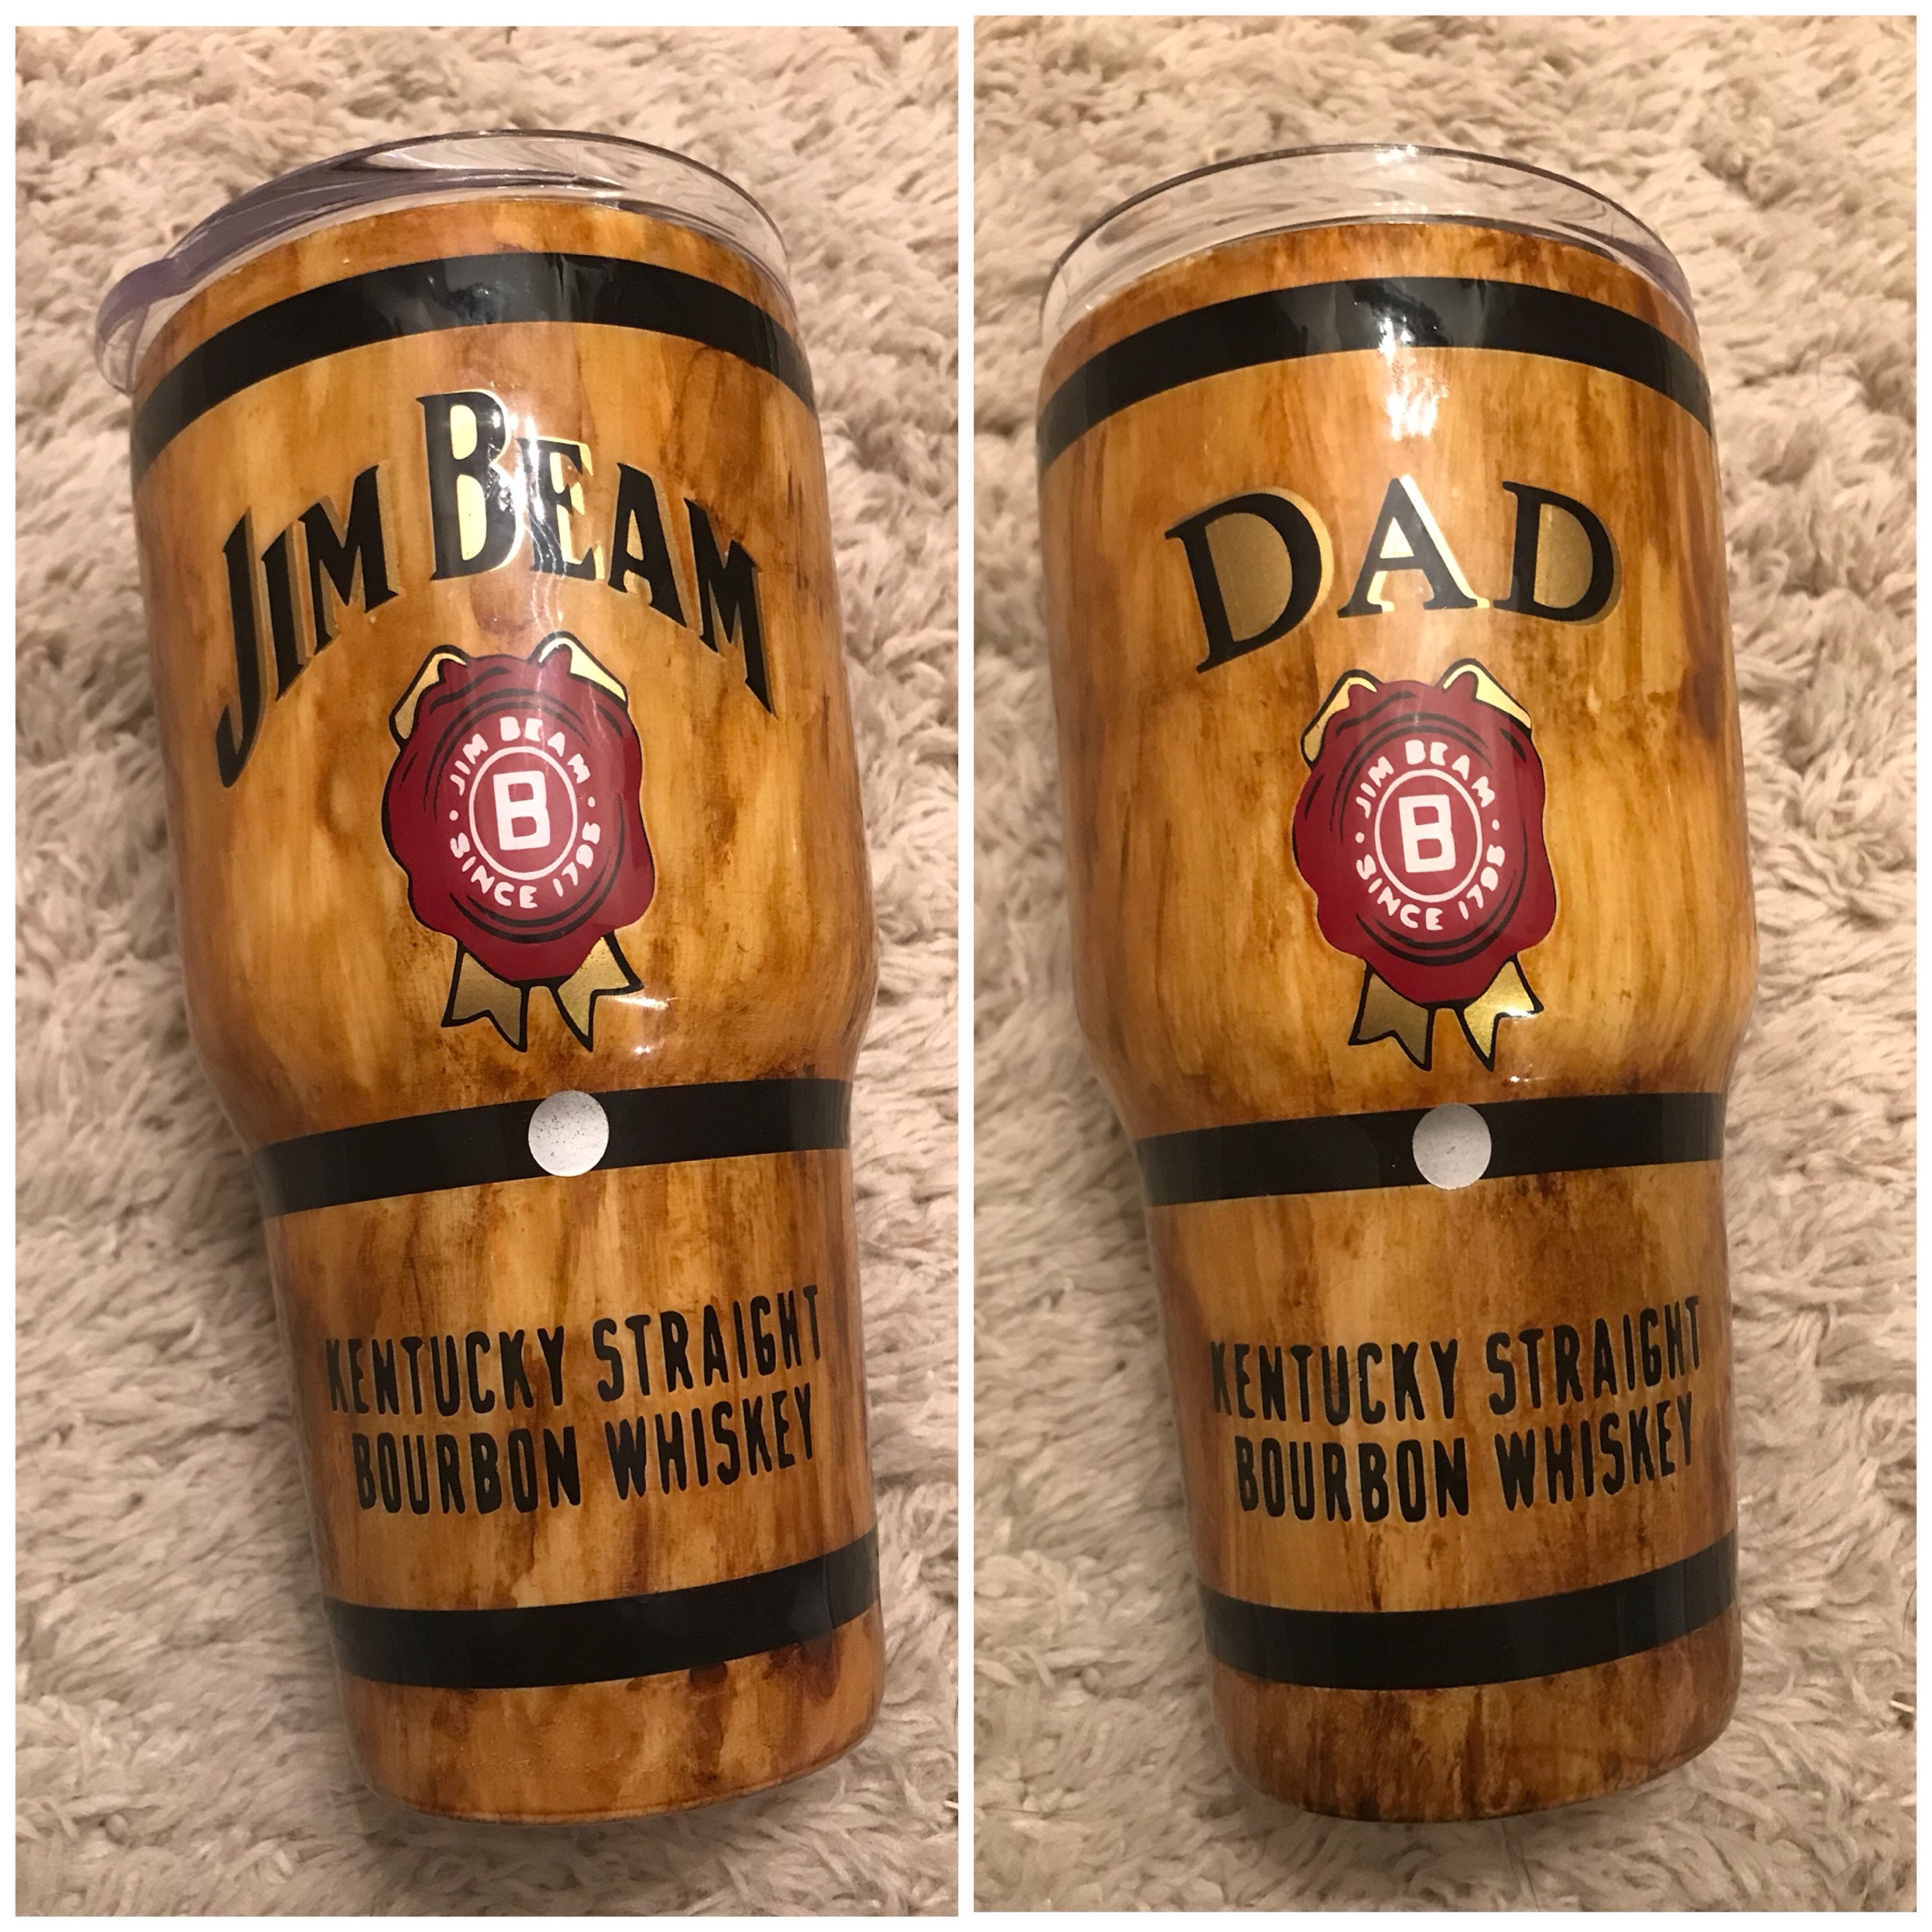 JIM BEAM
JIM BEAM
B
SINCE 1795
KENTUCKY STRAIGHT
BOURBON WHISKEY
DAD
JIM BEAM
B
SINCE 1795
KENTUCKY STRAIGHT
BOURBON WHISKEY